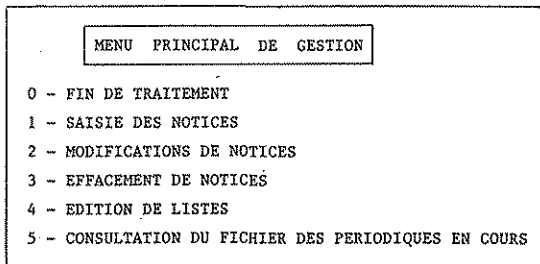 MENU PRINCIPAL DE GESTION
0 - FIN DE TRAITEMENT
1 - SAISIE DES NOTICES
2 - MODIFICATIONS DE NOTICES
3 - EFFACEMENT DE NOTICES
4 - EDITION DE LISTES
5 - CONSULTATION DU FICHIER DES PERIODIQUES EN COURS